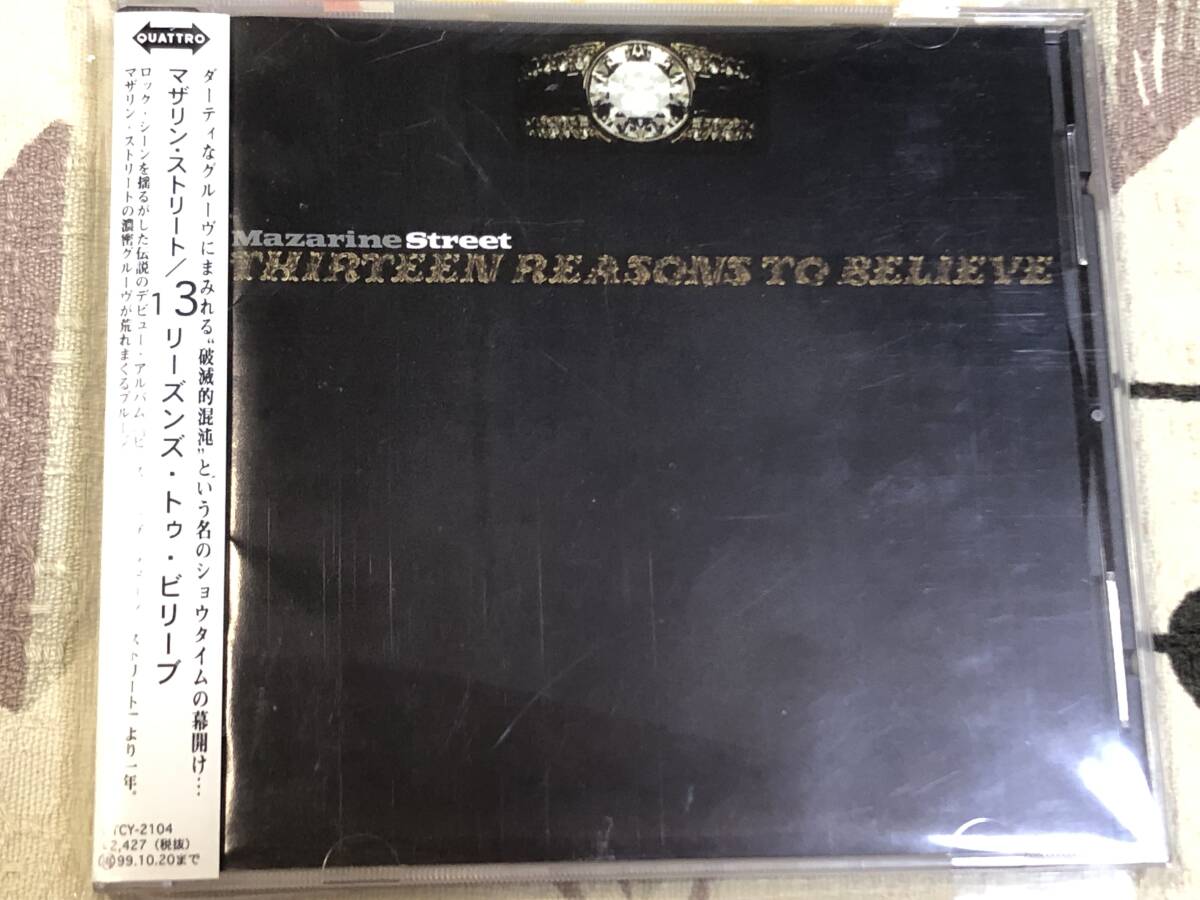 QUATTRO
ダーティなグルーヴにまみれる“破滅的混沌”という名のショウタイムの幕開け…
マザリン・ストリート/13リーズンズ・トゥ・ビリーブ
ロック・シーンを揺るがした伝説のデビュー・アルバム
ストリート」より一年。
マザリン・ストリートの濃密グルーヴが荒れまくる
TCY-2104
2,427 (税抜)
99.10.20まで
Mazarine Street
THIRTEEN REASONS TO BELIEVE